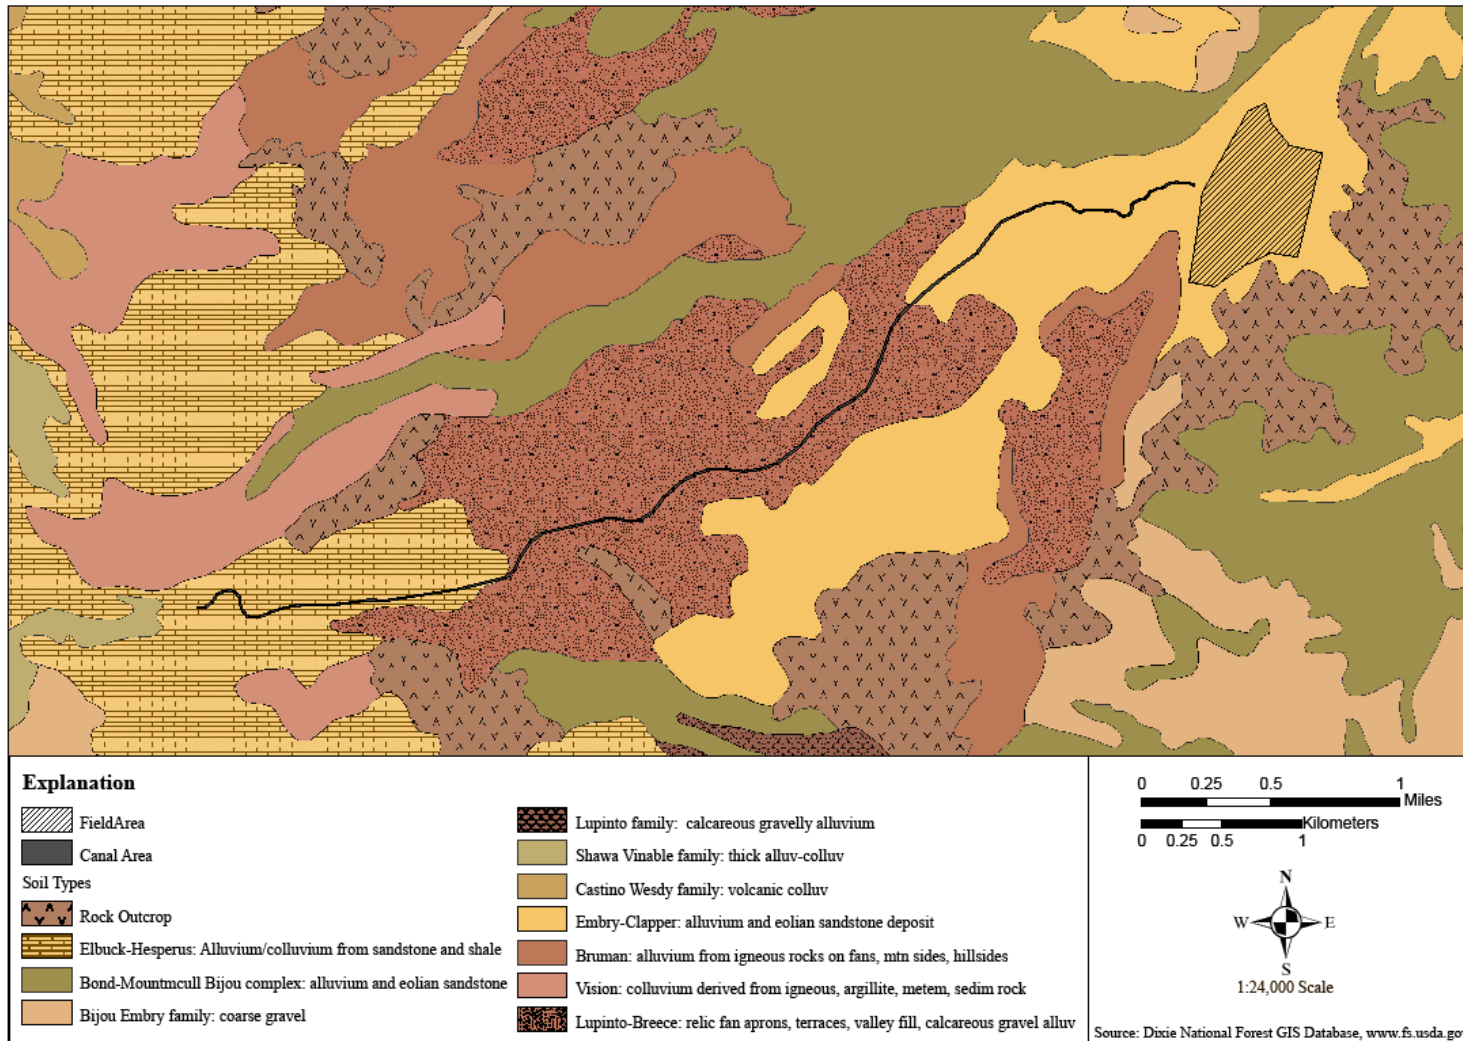 Explanation
FieldArea
Canal Area
Soil Types
Rock Outcrop
Elbuck-Hesperus: Alluvium/colluvium from sandstone and shale
Bond-Mountmcull Bijou complex: alluvium and eolian sandstone
Bijou Embry family: coarse gravel
Lupinto family: calcareous gravelly alluvium
Shawa Vinable family: thick alluv-colluv
Castino Wesdy family: volcanic colluv
Embry-Clapper: alluvium and eolian sandstone deposit
Bruman: alluvium from igneous rocks on fans, mtn sides, hillsides
Vision: colluvium derived from igneous, argillite, metem, sedim rock
Lupinto-Breece: relic fan aprons, terraces, valley fill, calcareous gravel alluv
0 0.25 0.5 1
Miles
Kilometers
0 0.25 0.5 1
N
W E
S
1:24,000 Scale
Source: Dixie National Forest GIS Database, www.fs.usda.go